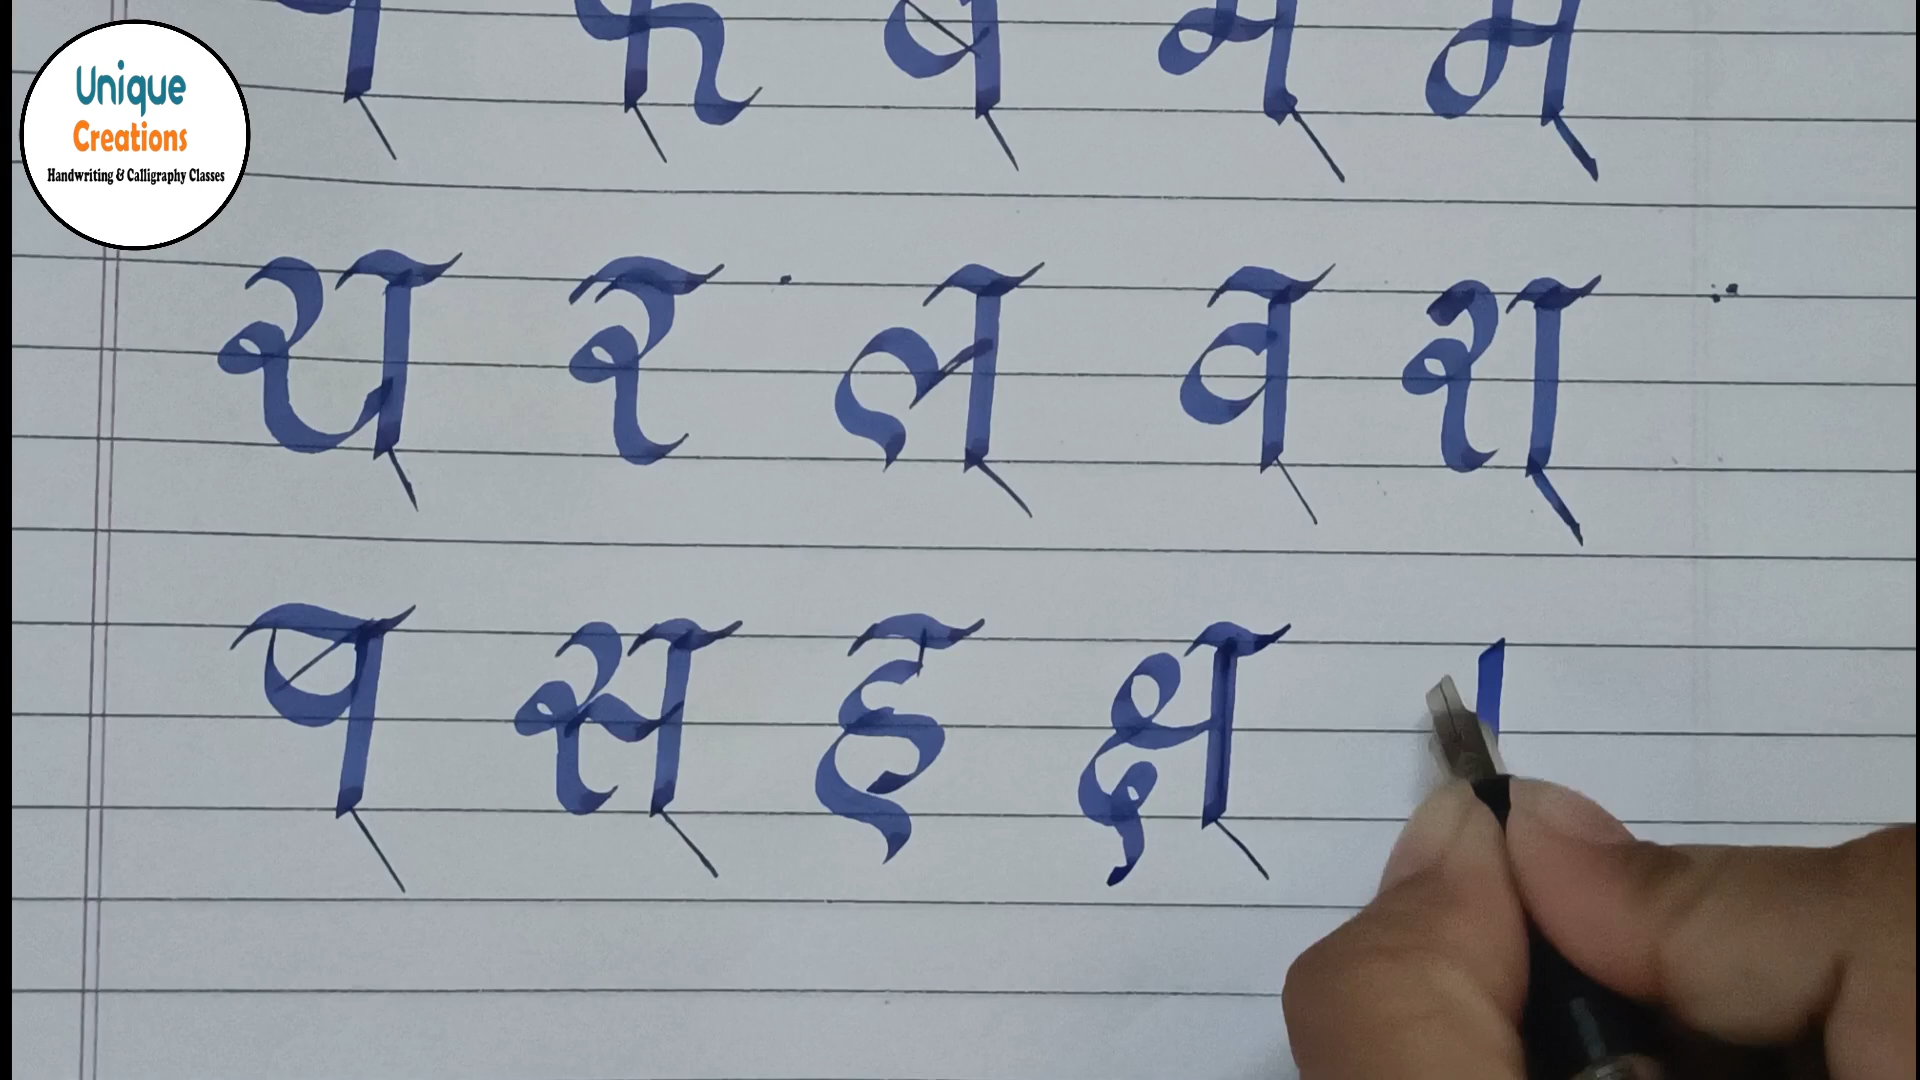 Unique
Creations
Handwriting & Calligraphy Classes
प फ ब भ म
य र ल व श
ष स ह क्ष